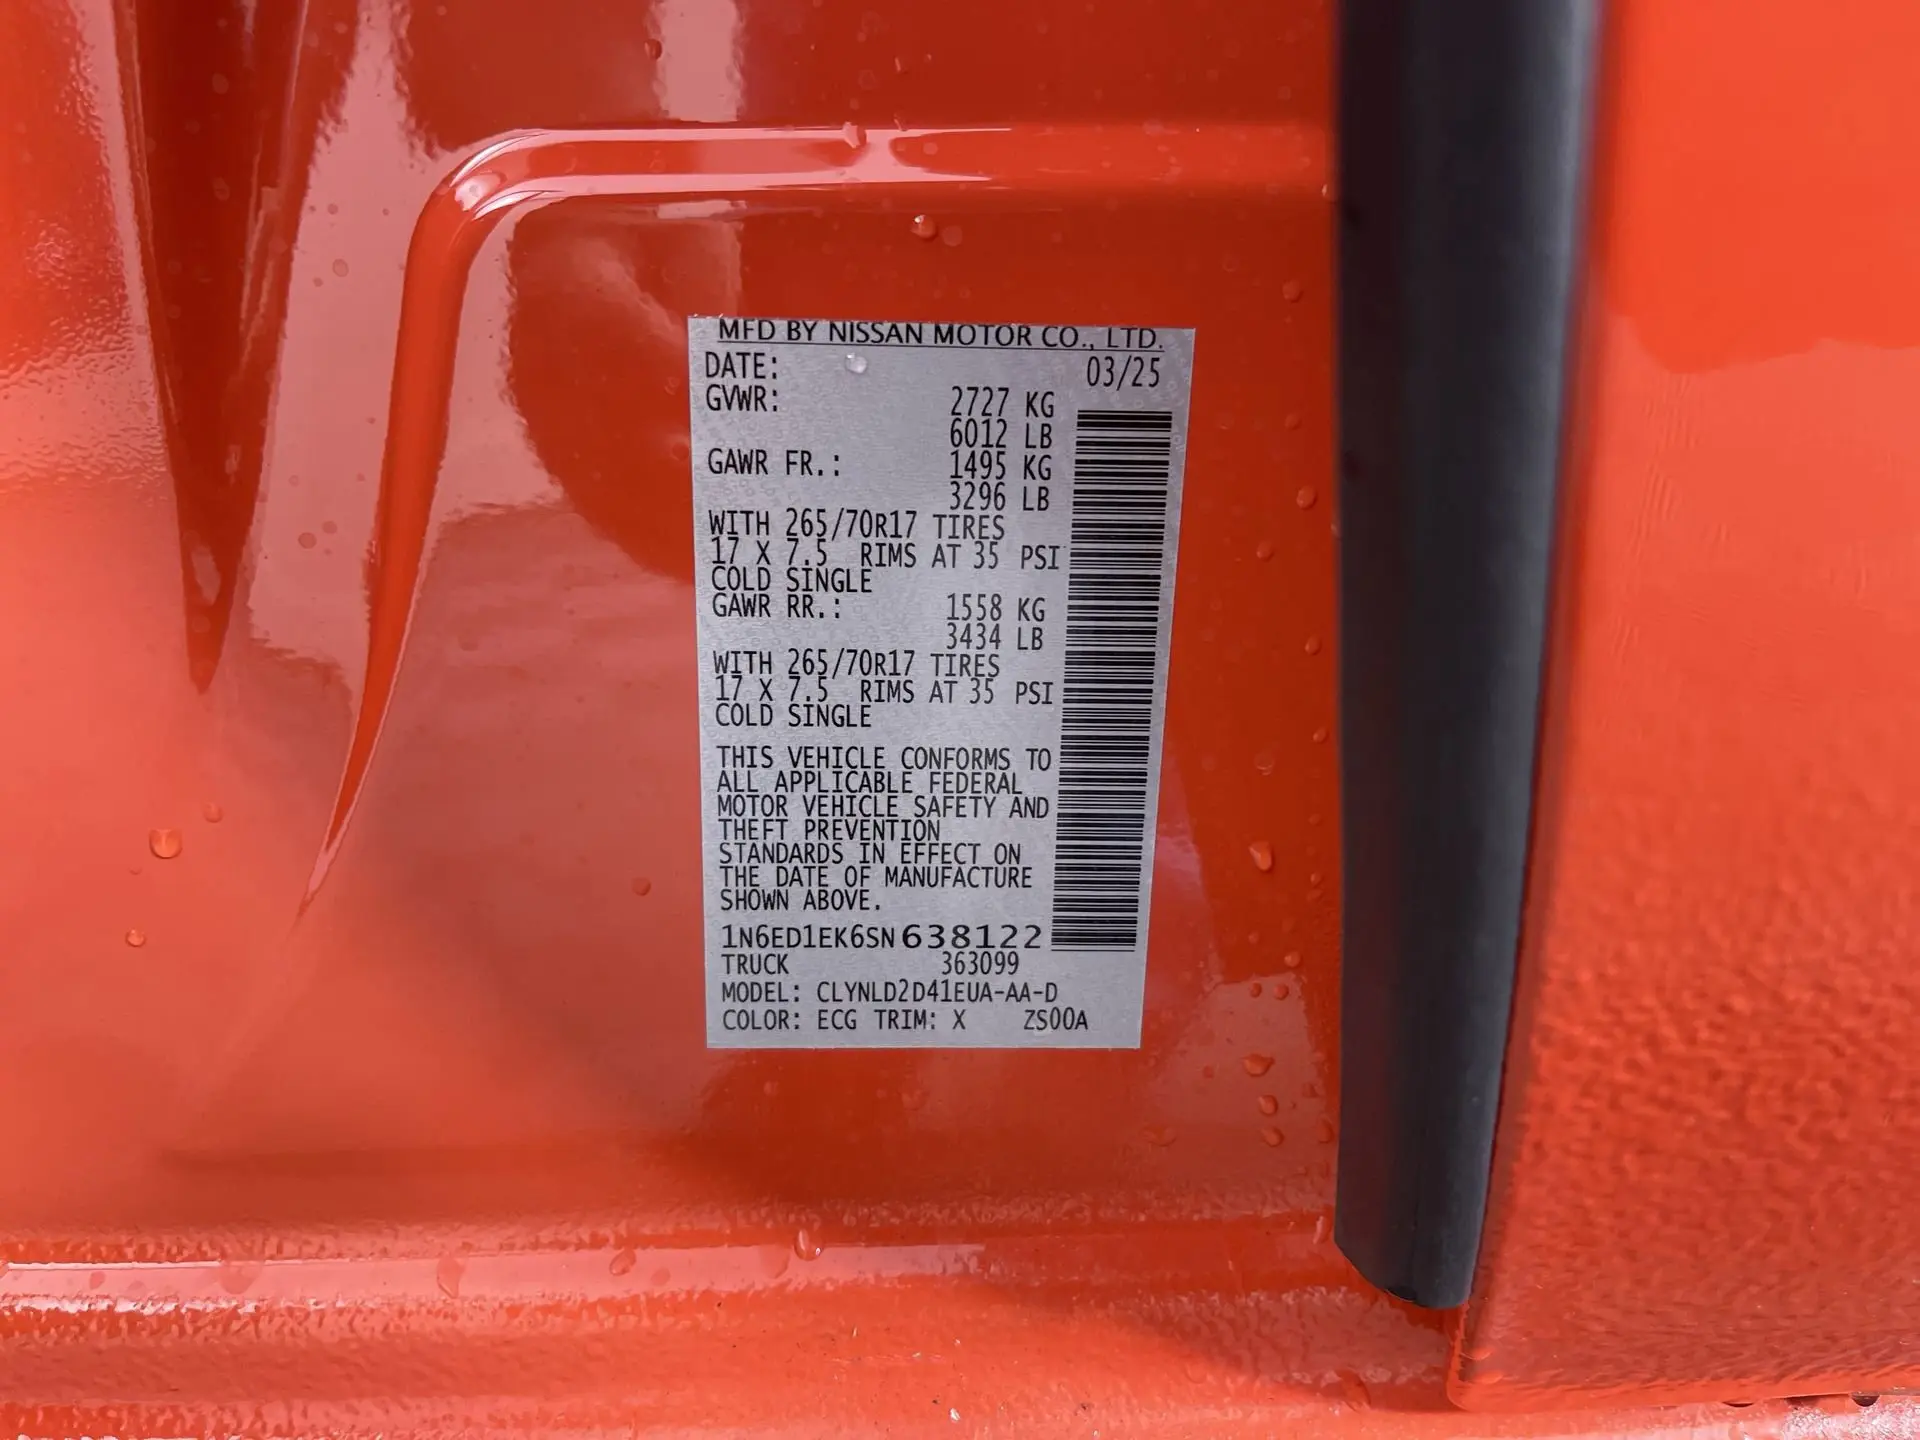 MFD BY NISSAN MOTOR CO., LTD.
DATE: 03/25
GVWR: 2727 KG
6012 LB
GAWR FR.: 1495 KG
3296 LB
WITH 265/70R17 TIRES
17 X 7.5 RIMS AT 35 PSI
COLD SINGLE
GAWR RR.: 1558 KG
3434 LB
WITH 265/70R17 TIRES
17 X 7.5 RIMS AT 35 PSI
COLD SINGLE
THIS VEHICLE CONFORMS TO
ALL APPLICABLE FEDERAL
MOTOR VEHICLE SAFETY AND
THEFT PREVENTION
STANDARDS IN EFFECT ON
THE DATE OF MANUFACTURE
SHOWN ABOVE.
1N6ED1EK6SN638122
TRUCK 363099
MODEL: CLYNLD2D41EUA-AA-D
COLOR: ECG TRIM: X ZS00A